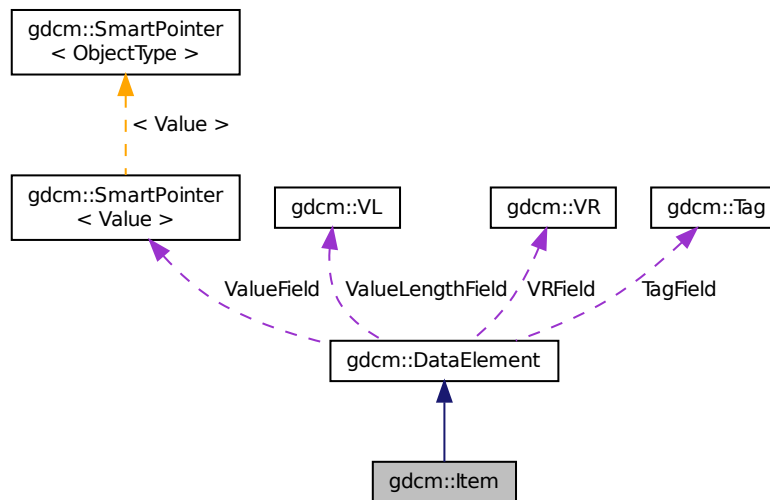 gdcm::SmartPointer
< ObjectType >
< Value >
gdcm::SmartPointer
< Value >
gdcm::VL
gdcm::VR
gdcm::Tag
ValueField
ValueLengthField
VRField
TagField
gdcm::DataElement
gdcm::Item